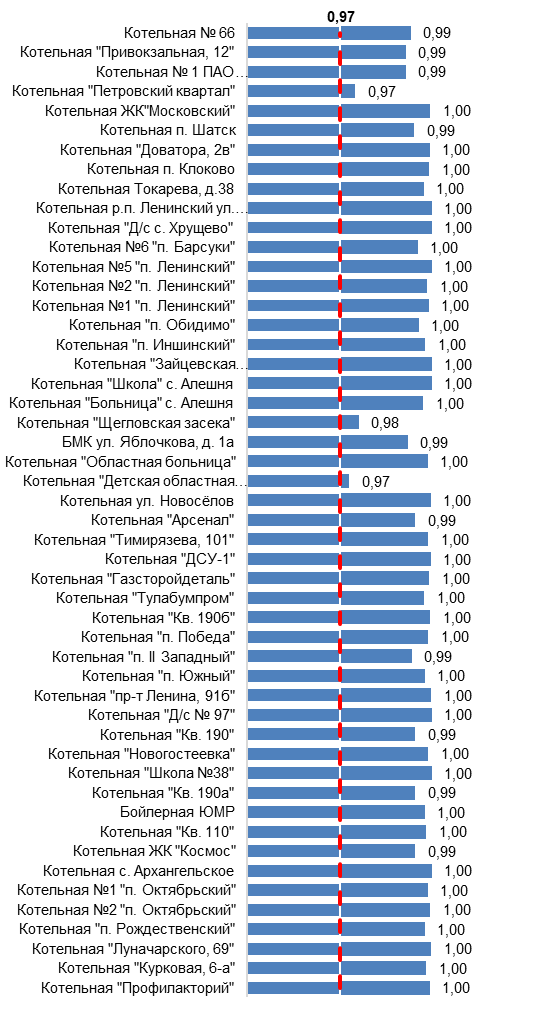 0,97
Котельная № 66 0,99
Котельная "Привокзальная, 12" 0,99
Котельная № 1 ПАО... 0,99
Котельная "Петровский квартал" 0,97
Котельная ЖК"Московский" 1,00
Котельная п. Шатск 0,99
Котельная "Доватора, 2в" 1,00
Котельная п. Клоково 1,00
Котельная Токарева, д.38 1,00
Котельная р.п. Ленинский ул.... 1,00
Котельная "Д/с с. Хрущево" 1,00
Котельная №6 "п. Барсуки" 1,00
Котельная №5 "п. Ленинский" 1,00
Котельная №2 "п. Ленинский" 1,00
Котельная №1 "п. Ленинский" 1,00
Котельная "п. Обидимо" 1,00
Котельная "п. Иншинский" 1,00
Котельная "Зайцевская... 1,00
Котельная "Школа" с. Алешня 1,00
Котельная "Больница" с. Алешня 1,00
Котельная "Щегловская засека" 0,98
БМК ул. Яблочкова, д. 1а 0,99
Котельная "Областная больница" 1,00
Котельная "Детская областная... 0,97
Котельная ул. Новосёлов 1,00
Котельная "Арсенал" 0,99
Котельная "Тимирязева, 101" 1,00
Котельная "ДСУ-1" 1,00
Котельная "Газсторойдеталь" 1,00
Котельная "Тулабумпром" 1,00
Котельная "Кв. 190б" 1,00
Котельная "п. Победа" 1,00
Котельная "п. II Западный" 0,99
Котельная "п. Южный" 1,00
Котельная "пр-т Ленина, 91б" 1,00
Котельная "Д/с № 97" 1,00
Котельная "Кв. 190" 0,99
Котельная "Новогостеевка" 1,00
Котельная "Школа №38" 1,00
Котельная "Кв. 190а" 0,99
Бойлерная ЮМР 1,00
Котельная "Кв. 110" 1,00
Котельная ЖК "Космос" 0,99
Котельная с. Архангельское 1,00
Котельная №1 "п. Октябрьский" 1,00
Котельная №2 "п. Октябрьский" 1,00
Котельная "п. Рождественский" 1,00
Котельная "Луначарского, 69" 1,00
Котельная "Курковая, 6-а" 1,00
Котельная "Профилакторий" 1,00